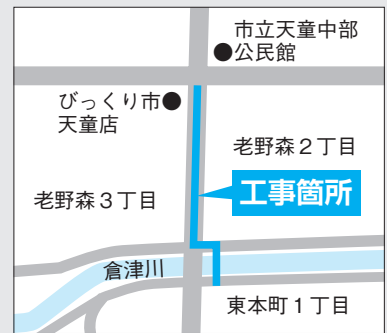 市立天童中部
公民館
びっくり市
天童店
老野森２丁目
工事箇所
老野森３丁目
倉津川
東本町１丁目